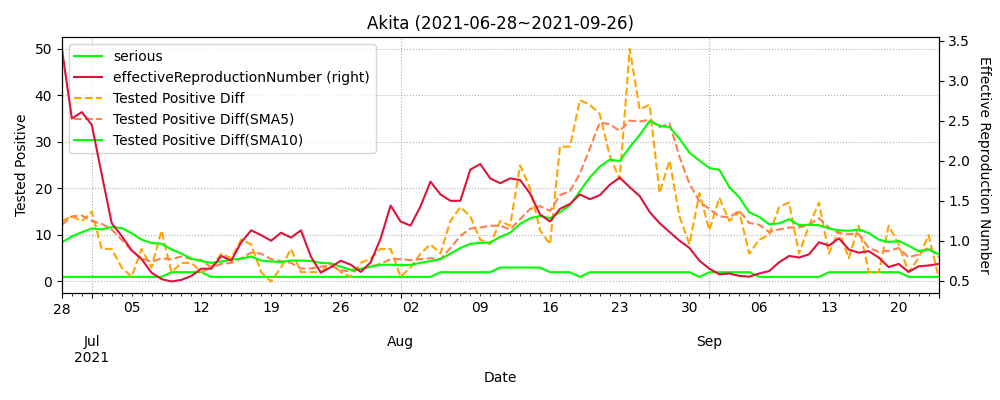 Akita (2021-06-28~2021-09-26)
serious
effectiveReproductionNumber (right)
Tested Positive Diff
Tested Positive Diff(SMA5)
Tested Positive Diff(SMA10)
Tested Positive
50
40
30
20
10
0
3.5
3.0
2.5
2.0
1.5
1.0
0.5
Effective Reproduction Number
28 05 12 19 26 02 09 16 23 30 06 13 20
Jul Aug Sep
2021
Date